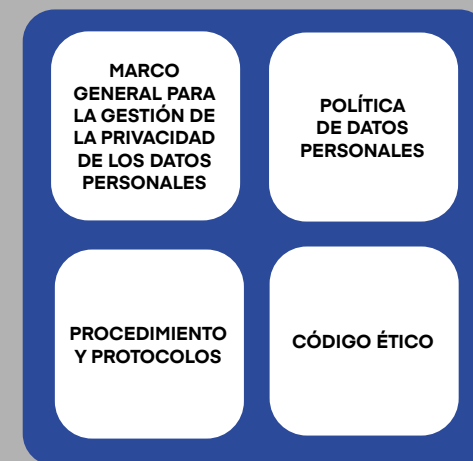 MARCO
GENERAL PARA
LA GESTIÓN DE
LA PRIVACIDAD
DE LOS DATOS
PERSONALES
POLÍTICA
DE DATOS
PERSONALES
PROCEDIMIENTO
Y PROTOCOLOS
CÓDIGO ÉTICO